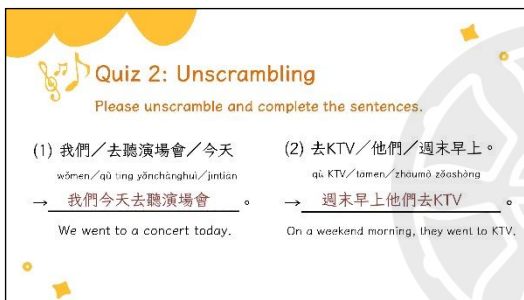 Quiz 2: Unscrambling
Please unscramble and complete the sentences.
(1) 我們／去聽演場會／今天
wǒmen／qù tīng yǎnchànghuì／jīntiān
→ 我們今天去聽演場會 。
We went to a concert today.
(2) 去KTV／他們／週末早上。
qù KTV／tāmen／zhōumò zǎoshàng
→ 週末早上他們去KTV 。
On a weekend morning, they went to KTV.